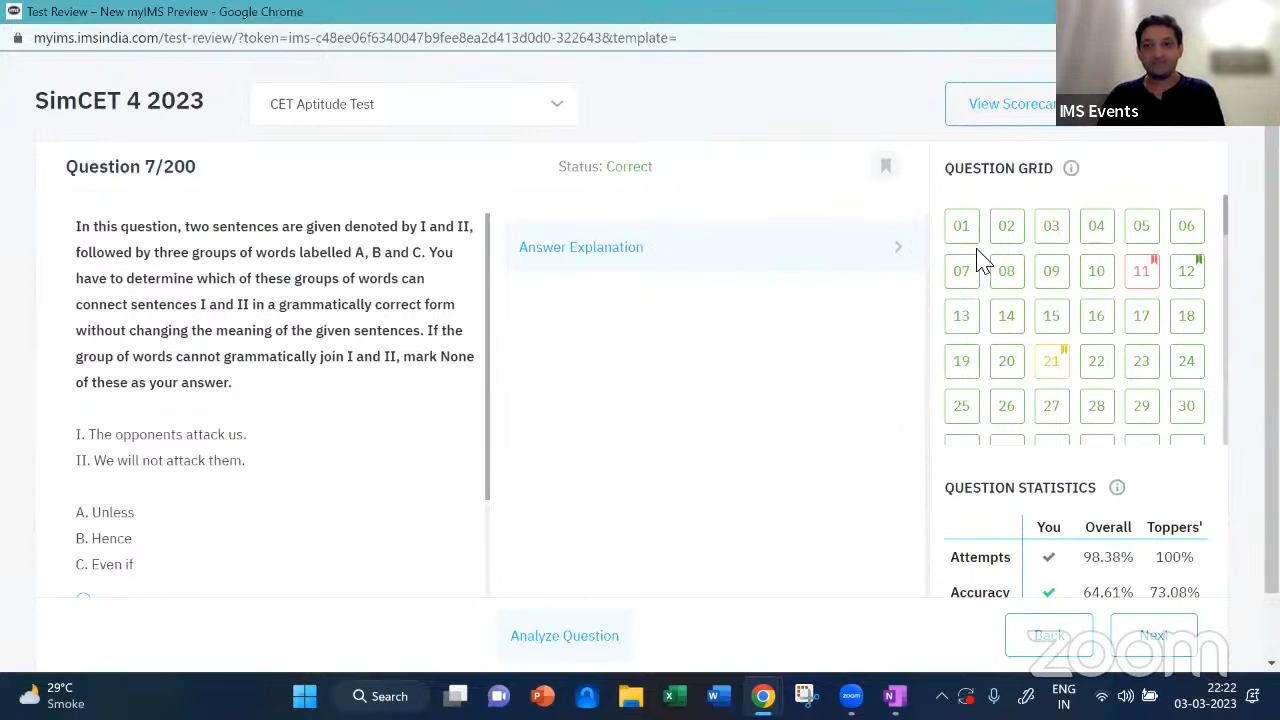 Test Review – New myIMS Preview - Google Chrome
myims.imsindia.com/test-review/?token=ims-c48ee06f6340047b9fee8ea2d413d0d0-322643&template=
SimCET 4 2023
CET Aptitude Test
View Scorecar
IMS Events
Question 7/200
Status: Correct
In this question, two sentences are given denoted by I and II,
followed by three groups of words labelled A, B and C. You
have to determine which of these groups of words can
connect sentences I and II in a grammatically correct form
without changing the meaning of the given sentences. If the
group of words cannot grammatically join I and II, mark None
of these as your answer.
I. The opponents attack us.
II. We will not attack them.
A. Unless
B. Hence
C. Even if
Answer Explanation
Analyze Question
QUESTION GRID
01 02 03 04 05 06
07 08 09 10 11 12
13 14 15 16 17 18
19 20 21 22 23 24
25 26 27 28 29 30
QUESTION STATISTICS
You Overall Toppers'
Attempts 98.38% 100%
Accuracy 64.61% 73.08%
Back Next
zoom
29°C
Smoke
Search
ENG
IN
22:22
03-03-2023